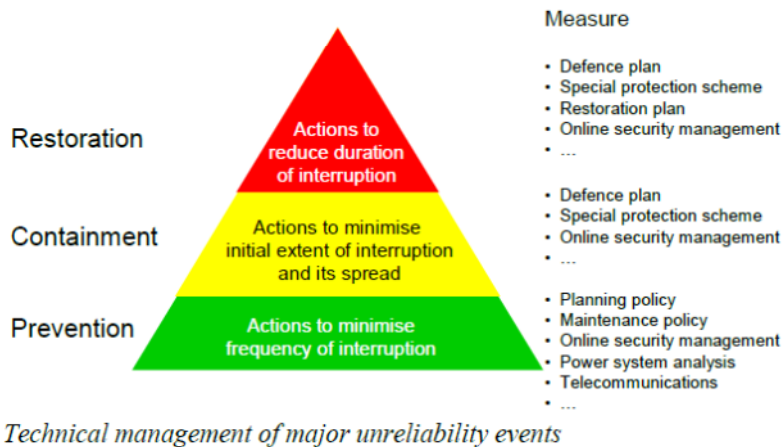 Measure
• Defence plan
• Special protection scheme
• Restoration plan
• Online security management
• ...
Restoration
Actions to
reduce duration
of interruption
• Defence plan
• Special protection scheme
• Online security management
• ...
Containment
Actions to minimise
initial extent of interruption
and its spread
• Planning policy
• Maintenance policy
• Online security management
• Power system analysis
• Telecommunications
• ...
Prevention
Actions to minimise
frequency of interruption
Technical management of major unreliability events